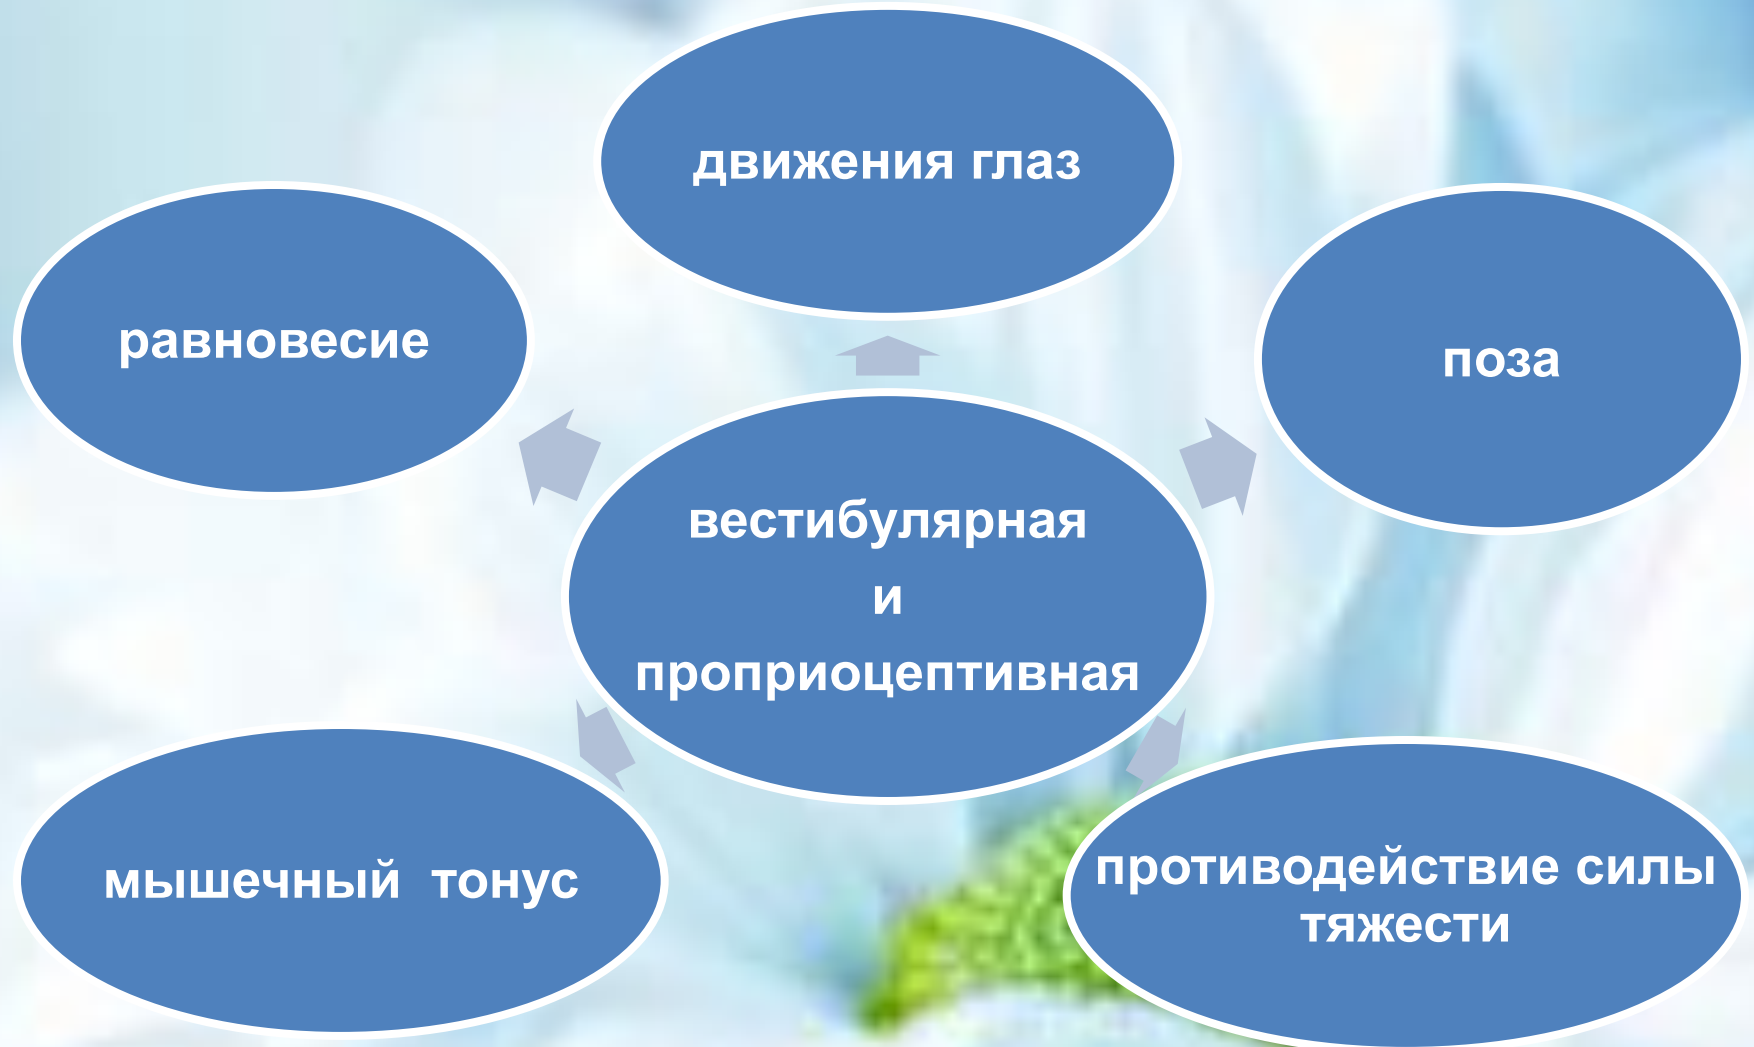 движения глаз
равновесие
поза
вестибулярная
и
проприоцептивная
мышечный тонус
противодействие силы
тяжести